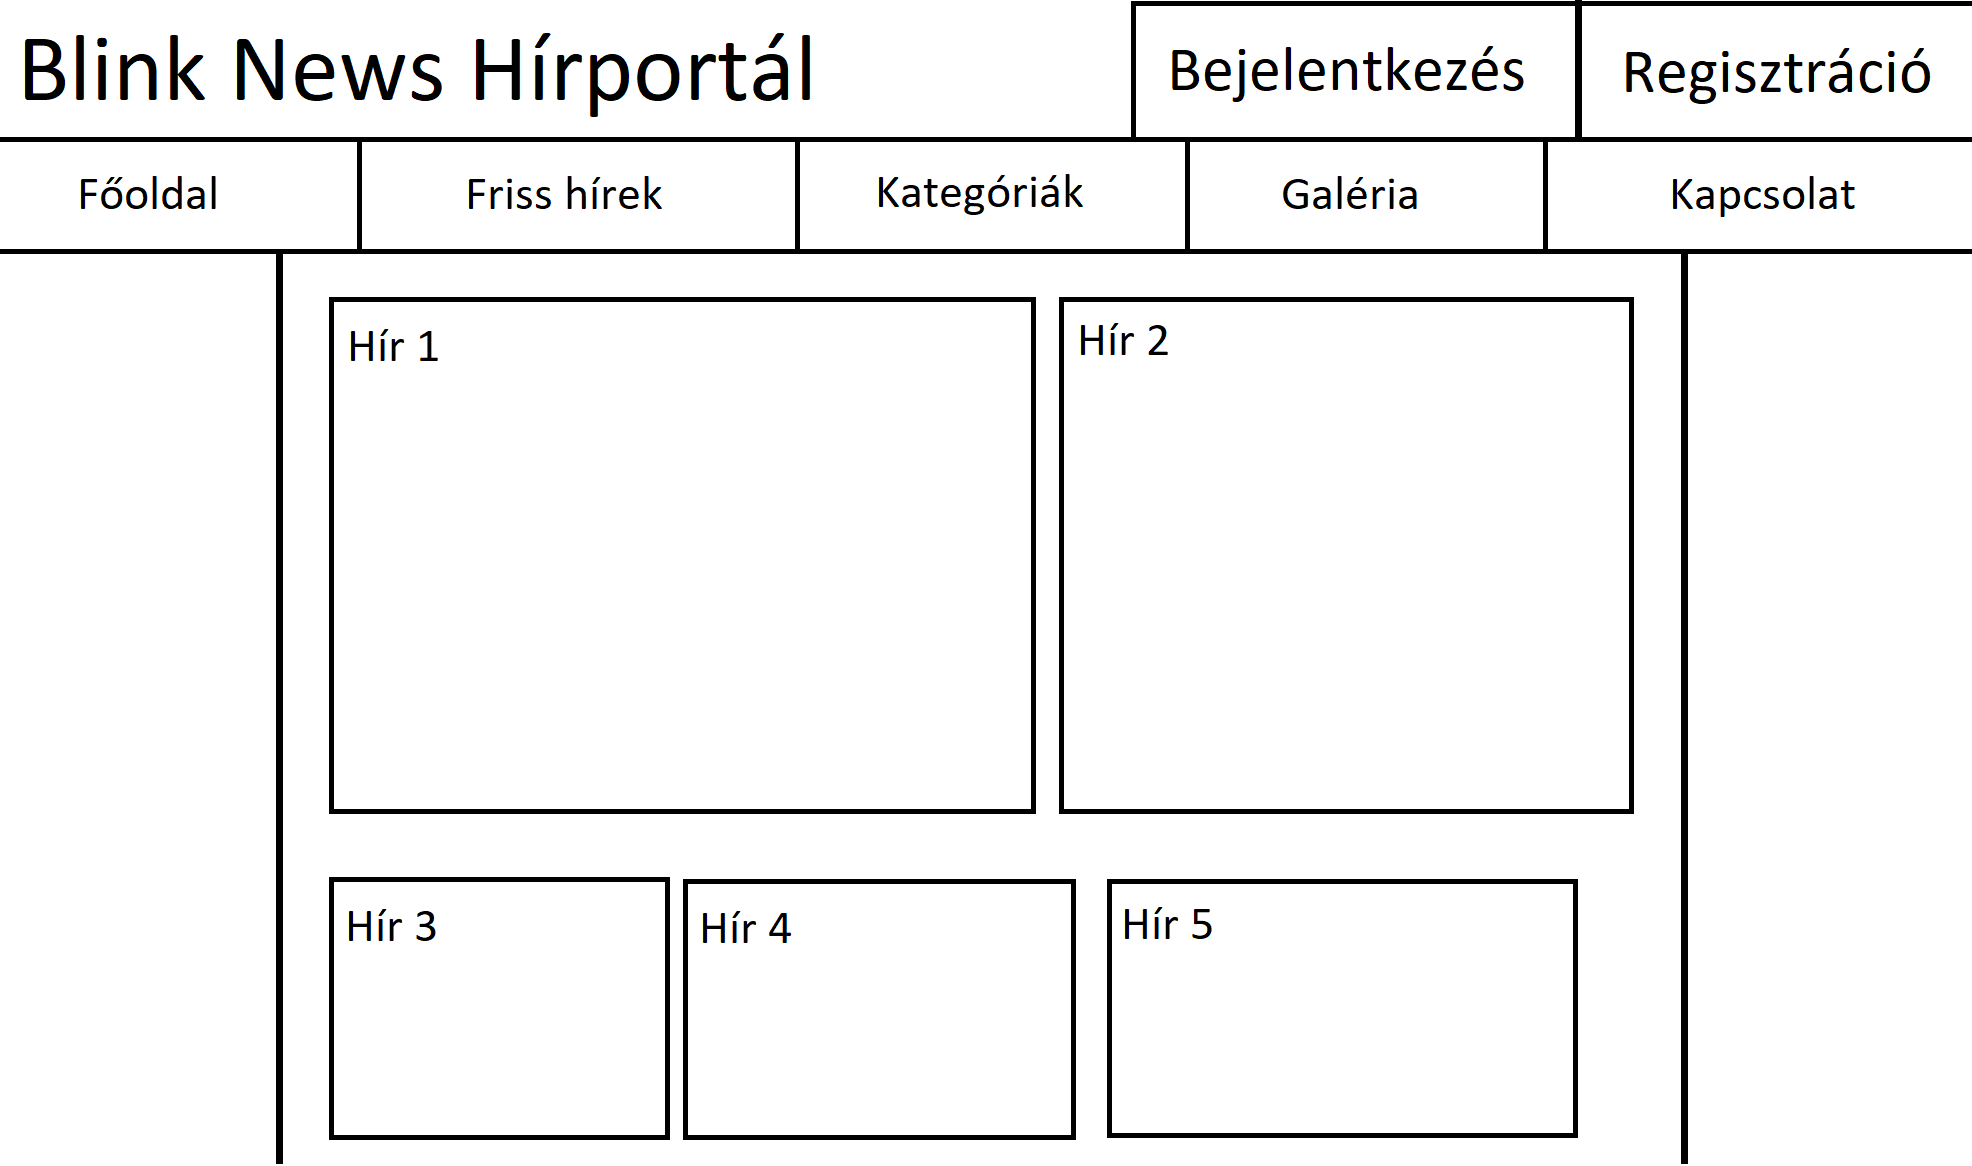 Blink News Hírportál
Bejelentkezés
Regisztráció
Főoldal
Friss hírek
Kategóriák
Galéria
Kapcsolat
Hír 1
Hír 2
Hír 3
Hír 4
Hír 5